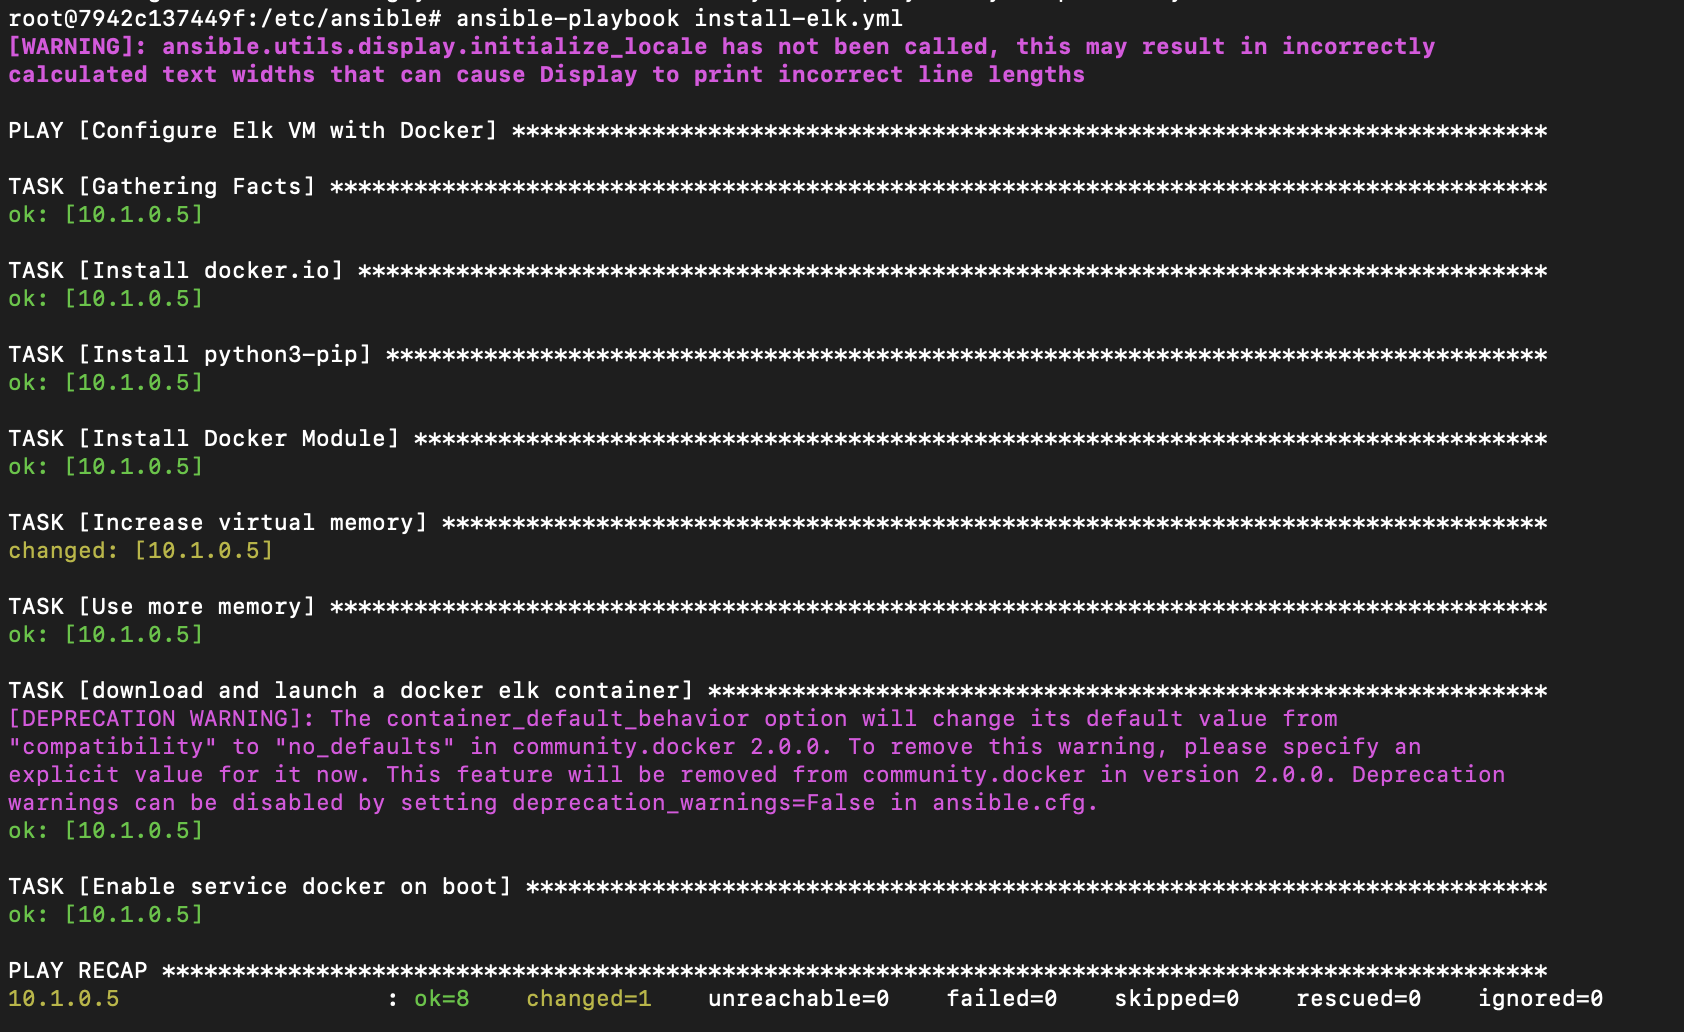 root@7942c137449f:/etc/ansible# ansible-playbook install-elk.yml
[WARNING]: ansible.utils.display.initialize_locale has not been called, this may result in incorrectly
calculated text widths that can cause Display to print incorrect line lengths
PLAY [Configure Elk VM with Docker] **************************************************************************
TASK [Gathering Facts] ***************************************************************************************
ok: [10.1.0.5]
TASK [Install docker.io] *************************************************************************************
ok: [10.1.0.5]
TASK [Install python3-pip] ***********************************************************************************
ok: [10.1.0.5]
TASK [Install Docker Module] *********************************************************************************
ok: [10.1.0.5]
TASK [Increase virtual memory] *******************************************************************************
changed: [10.1.0.5]
TASK [Use more memory] ***************************************************************************************
ok: [10.1.0.5]
TASK [download and launch a docker elk container] ************************************************************
[DEPRECATION WARNING]: The container_default_behavior option will change its default value from
"compatibility" to "no_defaults" in community.docker 2.0.0. To remove this warning, please specify an
explicit value for it now. This feature will be removed from community.docker in version 2.0.0. Deprecation
warnings can be disabled by setting deprecation_warnings=False in ansible.cfg.
ok: [10.1.0.5]
TASK [Enable service docker on boot] *************************************************************************
ok: [10.1.0.5]
PLAY RECAP ***************************************************************************************************
10.1.0.5                   : ok=8    changed=1    unreachable=0    failed=0    skipped=0    rescued=0    ignored=0